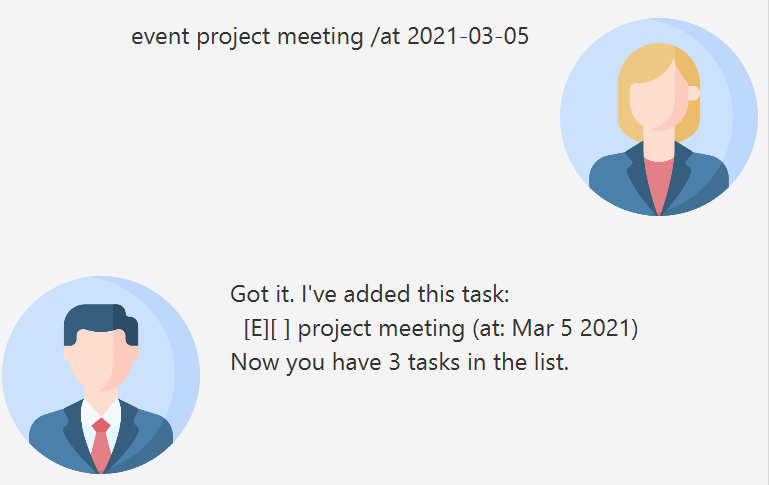 event project meeting /at 2021-03-05
Got it. I've added this task:
[E][ ] project meeting (at: Mar 5 2021)
Now you have 3 tasks in the list.